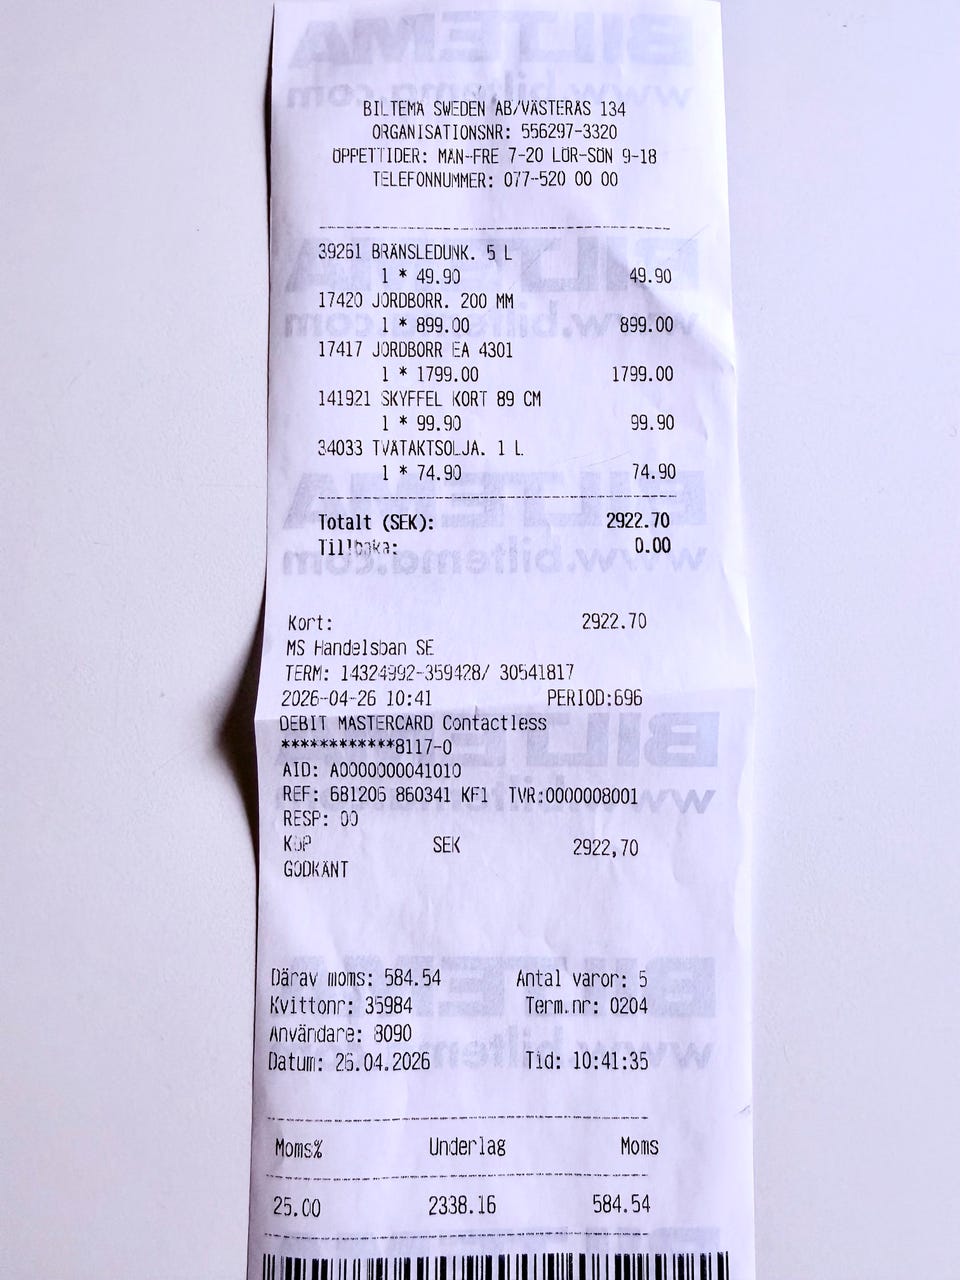 BILTEMA SWEDEN AB/VÄSTERÅS 134
ORGANISATIONSNR: 556297-3320
ÖPPETTIDER: MÅN-FRE 7-20 LÖR-SÖN 9-18
TELEFONNUMMER: 077-520 00 00
39261 BRÄNSLEDUNK. 5 L
1 * 49.90 49.90
17420 JORDBORR. 200 MM
1 * 899.00 899.00
17417 JORDBORR EA 4301
1 * 1799.00 1799.00
141921 SKYFFEL KORT 89 CM
1 * 99.90 99.90
34033 TVÅTAKTSOLJA. 1 L
1 * 74.90 74.90
Totalt (SEK): 2922.70
Tillbaka: 0.00
Kort: 2922.70
MS Handelsban SE
TERM: 14324992-359428/ 30541817
2026-04-26 10:41 PERIOD:696
DEBIT MASTERCARD Contactless
************8117-0
AID: A0000000041010
REF: 681206 860341 KF1 TVR:0000008001
RESP: 00
KÖP SEK 2922,70
GODKÄNT
Därav moms: 584.54 Antal varor: 5
Kvittonr: 35984 Term.nr: 0204
Användare: 8090
Datum: 26.04.2026 Tid: 10:41:35
Moms% Underlag Moms
25.00 2338.16 584.54